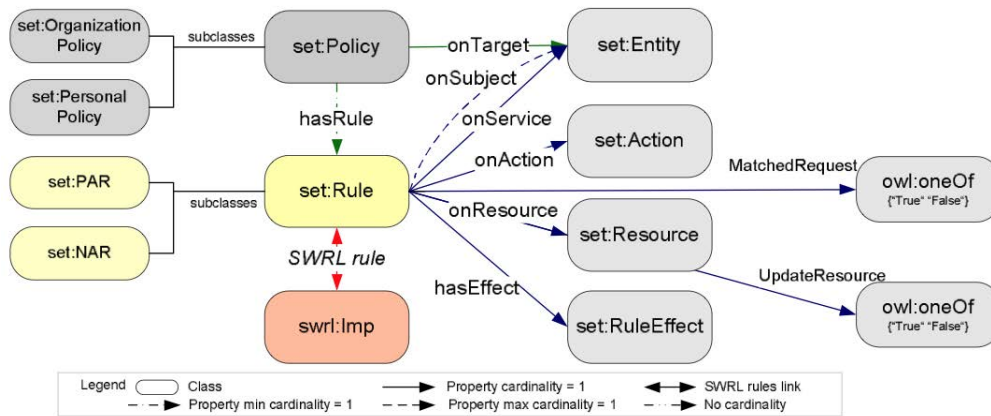 set:Organization
Policy
subclasses
set:Policy
onTarget
set:Entity
onSubject
set:Personal
Policy
hasRule
onService
onAction
set:Action
set:PAR
subclasses
set:Rule
MatchedRequest
owl:oneOf
{"True" "False"}
onResource
set:Resource
set:NAR
SWRL rule
hasEffect
UpdateResource
swrl:Imp
set:RuleEffect
owl:oneOf
{"True" "False"}
Legend Class Property cardinality = 1 SWRL rules link
Property min cardinality = 1 Property max cardinality = 1 No cardinality